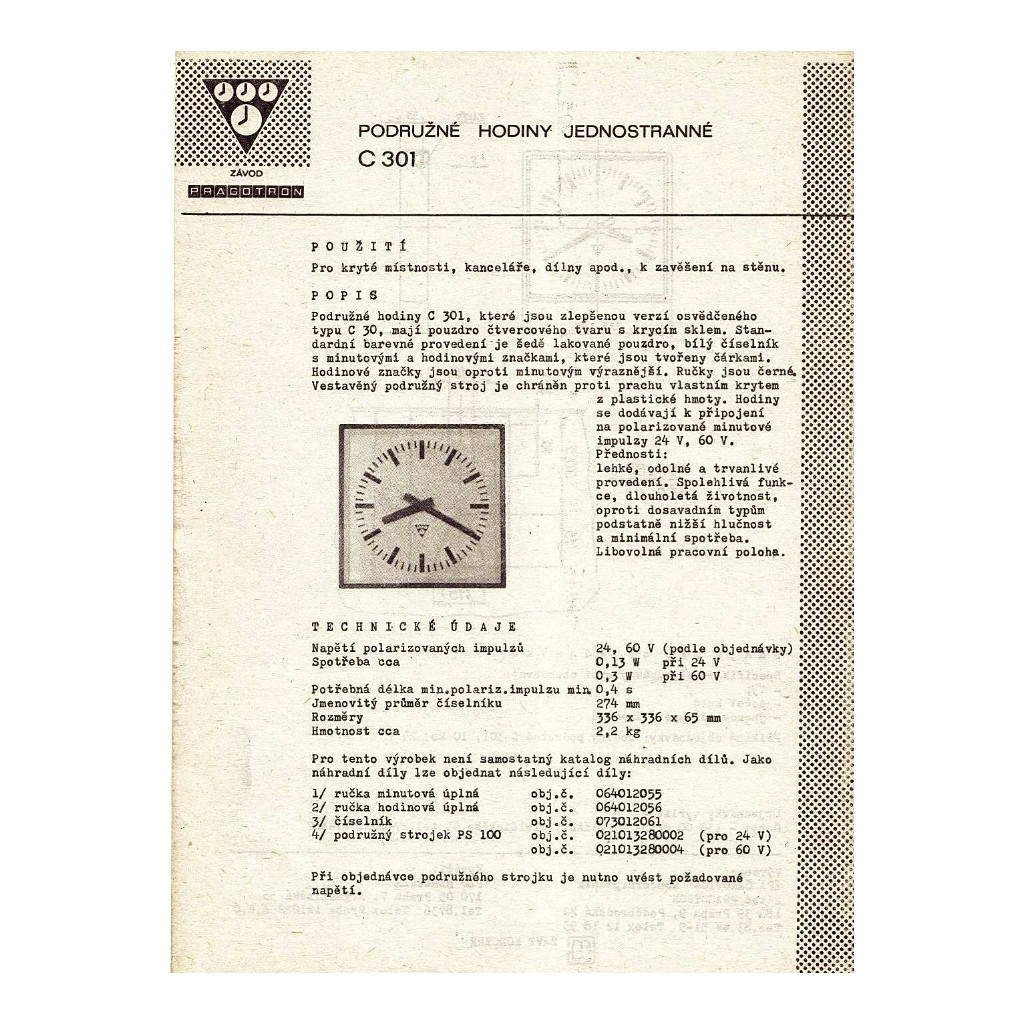 ZÁVOD
PRAGOTRON
PODRUŽNÉ HODINY JEDNOSTRANNÉ
C 301
POUŽITÍ
Pro kryté místnosti, kanceláře, dílny apod., k zavěšení na stěnu.
POPIS
Podružné hodiny C 301, které jsou zlepšenou verzí osvědčeného
typu C 30, mají pouzdro čtvercového tvaru s krycím sklem. Stan-
dardní barevné provedení je šedě lakované pouzdro, bílý číselník
s minutovými a hodinovými značkami, které jsou tvořeny čárkami.
Hodinové značky jsou oproti minutovým výraznější. Ručky jsou černé.
Vestavěný podružný stroj je chráněn proti prachu vlastním krytem
z plastické hmoty. Hodiny
se dodávají k připojení
na polarizované minutové
impulzy 24 V, 60 V.
Přednosti:
lehké, odolné a trvanlivé
provedení. Spolehlivá funk-
ce, dlouholetá životnost,
oproti dosavadním typům
podstatně nižší hlučnost
a minimální spotřeba.
Libovolná pracovní poloha.
TECHNICKÉ ÚDAJE
Napětí polarizovaných impulzů 24, 60 V (podle objednávky)
Spotřeba cca 0,13 W při 24 V
0,3 W při 60 V
Potřebná délka min.polariz.impulzu min. 0,4 s
Jmenovitý průměr číselníku 274 mm
Rozměry 336 x 336 x 65 mm
Hmotnost cca 2,2 kg
Pro tento výrobek není samostatný katalog náhradních dílů. Jako
náhradní díly lze objednat následující díly:
1/ ručka minutová úplná obj.č. 064012055
2/ ručka hodinová úplná obj.č. 064012056
3/ číselník obj.č. 073012061
4/ podružný strojek PS 100 obj.č. 021013280002 (pro 24 V)
obj.č. 021013280004 (pro 60 V)
Při objednávce podružného strojku je nutno uvést požadované
napětí.